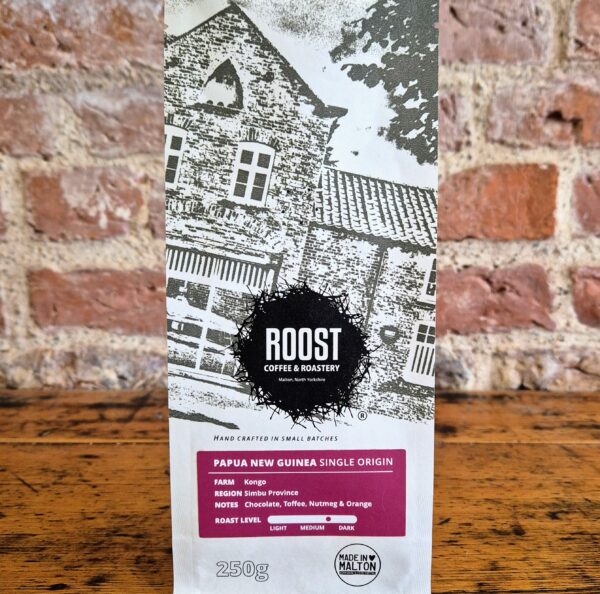 ROOST
COFFEE & ROASTERY
Malton, North Yorkshire
®
HAND CRAFTED IN SMALL BATCHES
PAPUA NEW GUINEA SINGLE ORIGIN
FARM Kongo
REGION Simbu Province
NOTES Chocolate, Toffee, Nutmeg & Orange
ROAST LEVEL
LIGHT MEDIUM DARK
250g
MADE IN
MALTON